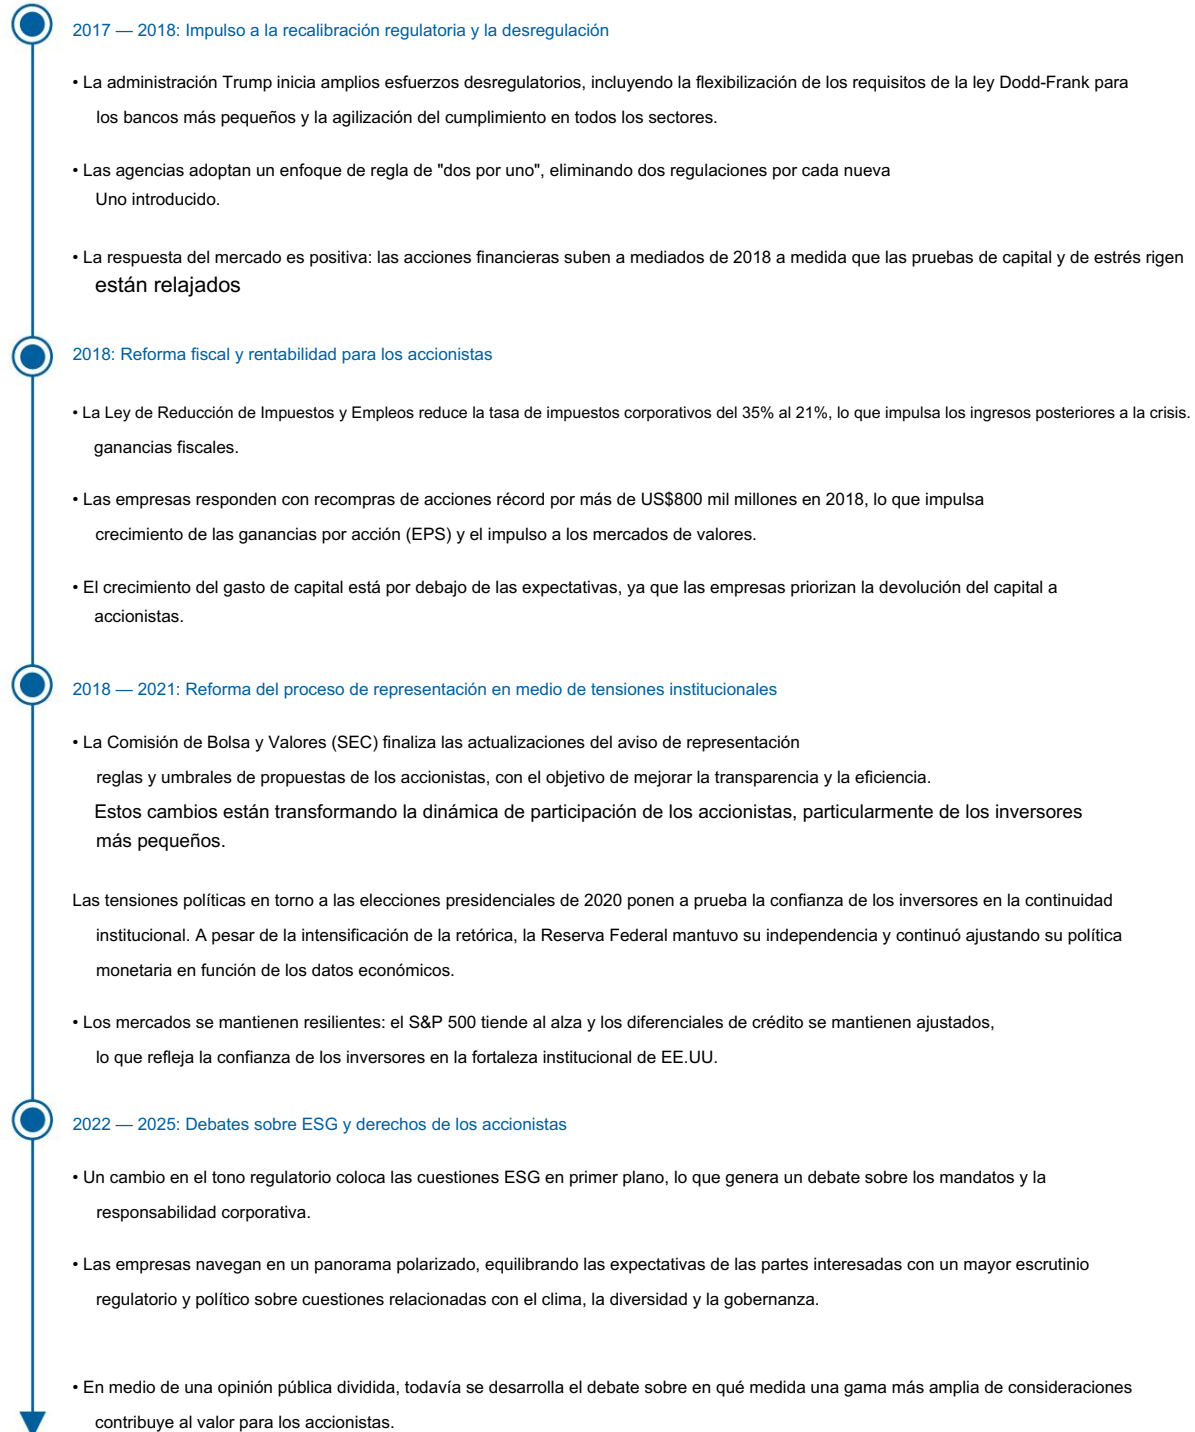 2017 — 2018: Impulso a la recalibración regulatoria y la desregulación
• La administración Trump inicia amplios esfuerzos desregulatorios, incluyendo la flexibilización de los requisitos de la ley Dodd-Frank para
los bancos más pequeños y la agilización del cumplimiento en todos los sectores.
• Las agencias adoptan un enfoque de regla de "dos por uno", eliminando dos regulaciones por cada nueva
Uno introducido.
• La respuesta del mercado es positiva: las acciones financieras suben a mediados de 2018 a medida que las pruebas de capital y de estrés rigen
están relajados
2018: Reforma fiscal y rentabilidad para los accionistas
• La Ley de Reducción de Impuestos y Empleos reduce la tasa de impuestos corporativos del 35% al 21%, lo que impulsa los ingresos posteriores a la crisis.
ganancias fiscales.
• Las empresas responden con recompras de acciones récord por más de US$800 mil millones en 2018, lo que impulsa
crecimiento de las ganancias por acción (EPS) y el impulso a los mercados de valores.
• El crecimiento del gasto de capital está por debajo de las expectativas, ya que las empresas priorizan la devolución del capital a
accionistas.
2018 — 2021: Reforma del proceso de representación en medio de tensiones institucionales
• La Comisión de Bolsa y Valores (SEC) finaliza las actualizaciones del aviso de representación
reglas y umbrales de propuestas de los accionistas, con el objetivo de mejorar la transparencia y la eficiencia.
Estos cambios están transformando la dinámica de participación de los accionistas, particularmente de los inversores
más pequeños.
Las tensiones políticas en torno a las elecciones presidenciales de 2020 ponen a prueba la confianza de los inversores en la continuidad
institucional. A pesar de la intensificación de la retórica, la Reserva Federal mantuvo su independencia y continuó ajustando su política
monetaria en función de los datos económicos.
• Los mercados se mantienen resilientes: el S&P 500 tiende al alza y los diferenciales de crédito se mantienen ajustados,
lo que refleja la confianza de los inversores en la fortaleza institucional de EE.UU.
2022 — 2025: Debates sobre ESG y derechos de los accionistas
• Un cambio en el tono regulatorio coloca las cuestiones ESG en primer plano, lo que genera un debate sobre los mandatos y la
responsabilidad corporativa.
• Las empresas navegan en un panorama polarizado, equilibrando las expectativas de las partes interesadas con un mayor escrutinio
regulatorio y político sobre cuestiones relacionadas con el clima, la diversidad y la gobernanza.
• En medio de una opinión pública dividida, todavía se desarrolla el debate sobre en qué medida una gama más amplia de consideraciones
contribuye al valor para los accionistas.